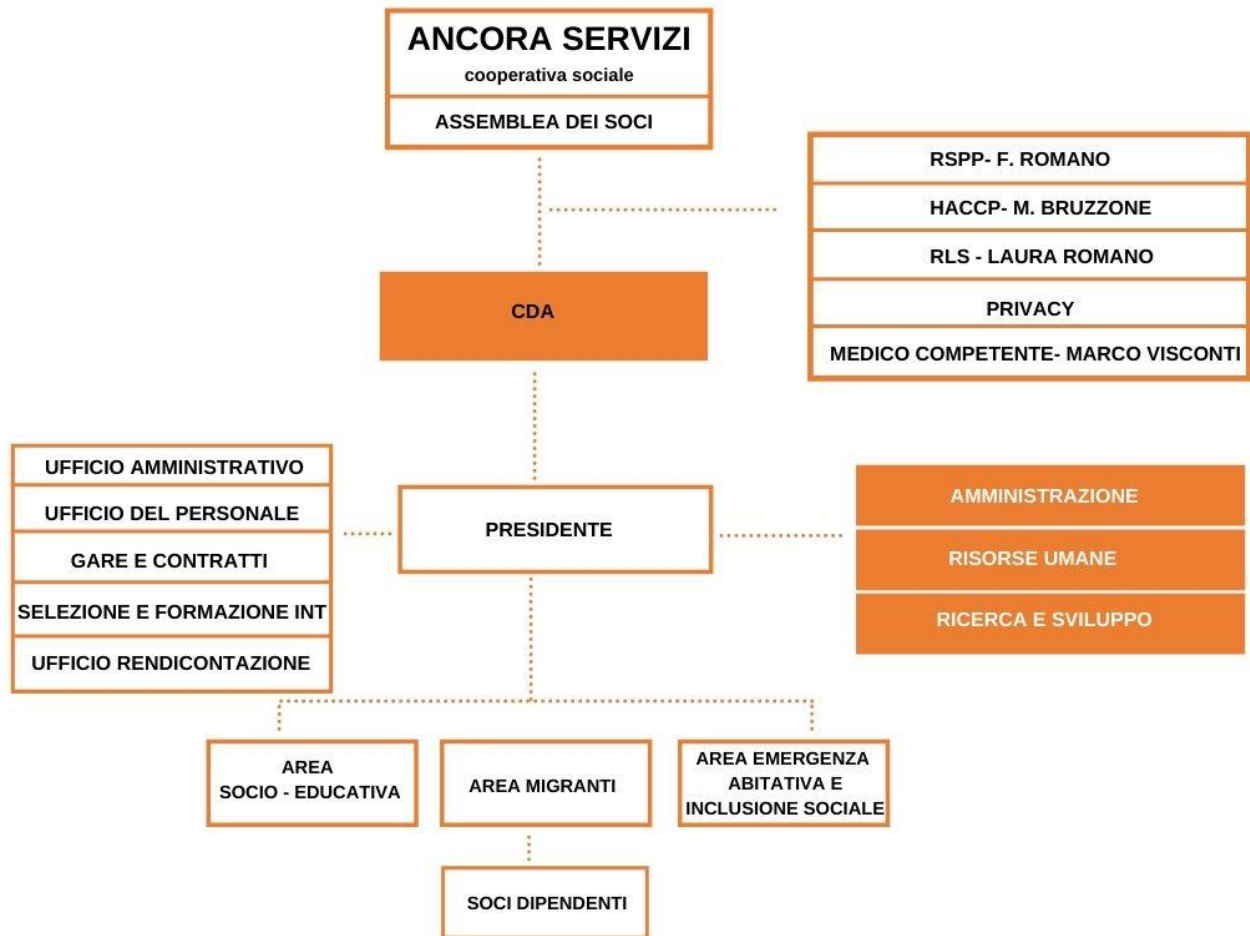 ANCORA SERVIZI
cooperativa sociale
ASSEMBLEA DEI SOCI
RSPP- F. ROMANO
HACCP- M. BRUZZONE
RLS - LAURA ROMANO
PRIVACY
MEDICO COMPETENTE- MARCO VISCONTI
CDA
UFFICIO AMMINISTRATIVO
UFFICIO DEL PERSONALE
GARE E CONTRATTI
SELEZIONE E FORMAZIONE INT
UFFICIO RENDICONTAZIONE
PRESIDENTE
AMMINISTRAZIONE
RISORSE UMANE
RICERCA E SVILUPPO
AREA
SOCIO - EDUCATIVA
AREA MIGRANTI
AREA EMERGENZA
ABITATIVA E
INCLUSIONE SOCIALE
SOCI DIPENDENTI